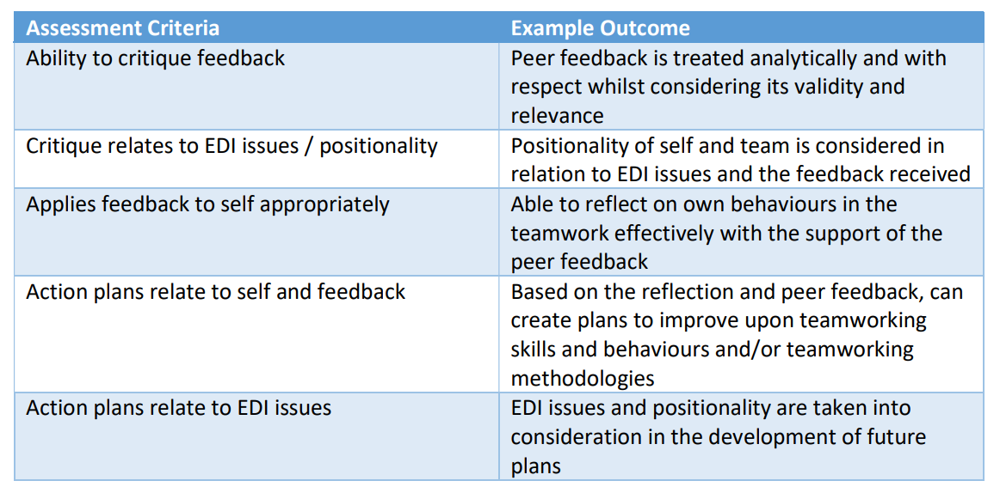 Assessment Criteria
Example Outcome
Ability to critique feedback
Peer feedback is treated analytically and with
respect whilst considering its validity and
relevance
Critique relates to EDI issues / positionality
Positionality of self and team is considered in
relation to EDI issues and the feedback received
Applies feedback to self appropriately
Able to reflect on own behaviours in the
teamwork effectively with the support of the
peer feedback
Action plans relate to self and feedback
Based on the reflection and peer feedback, can
create plans to improve upon teamworking
skills and behaviours and/or teamworking
methodologies
Action plans relate to EDI issues
EDI issues and positionality are taken into
consideration in the development of future
plans